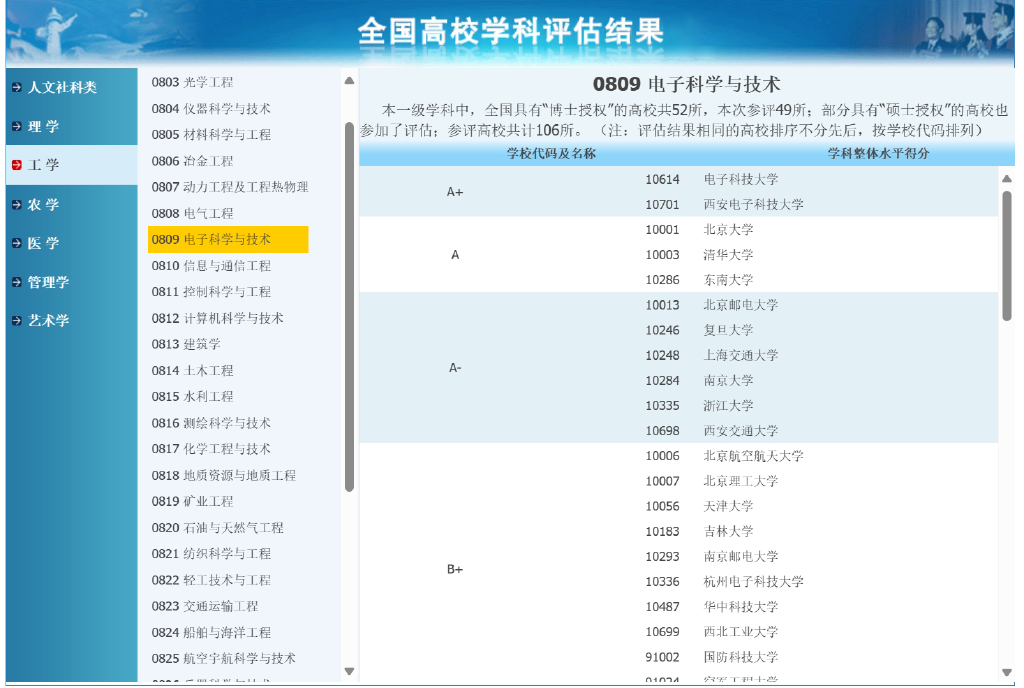 全国高校学科评估结果
人文社科类
理 学
工 学
农 学
医 学
管理学
艺术学
0803 光学工程
0804 仪器科学与技术
0805 材料科学与工程
0806 冶金工程
0807 动力工程及工程热物理
0808 电气工程
0809 电子科学与技术
0810 信息与通信工程
0811 控制科学与工程
0812 计算机科学与技术
0813 建筑学
0814 土木工程
0815 水利工程
0816 测绘科学与技术
0817 化学工程与技术
0818 地质资源与地质工程
0819 矿业工程
0820 石油与天然气工程
0821 纺织科学与工程
0822 轻工技术与工程
0823 交通运输工程
0824 船舶与海洋工程
0825 航空宇航科学与技术
0809 电子科学与技术
本一级学科中，全国具有“博士授权”的高校共52所，本次参评49所；部分具有“硕士授权”的高校也
参加了评估；参评高校共计106所。（注：评估结果相同的高校排序不分先后，按学校代码排列）
学校代码及名称 学科整体水平得分
A+
10614 电子科技大学
10701 西安电子科技大学
A
10001 北京大学
10003 清华大学
10286 东南大学
A-
10013 北京邮电大学
10246 复旦大学
10248 上海交通大学
10284 南京大学
10335 浙江大学
10698 西安交通大学
B+
10006 北京航空航天大学
10007 北京理工大学
10056 天津大学
10183 吉林大学
10293 南京邮电大学
10336 杭州电子科技大学
10487 华中科技大学
10699 西北工业大学
91002 国防科技大学